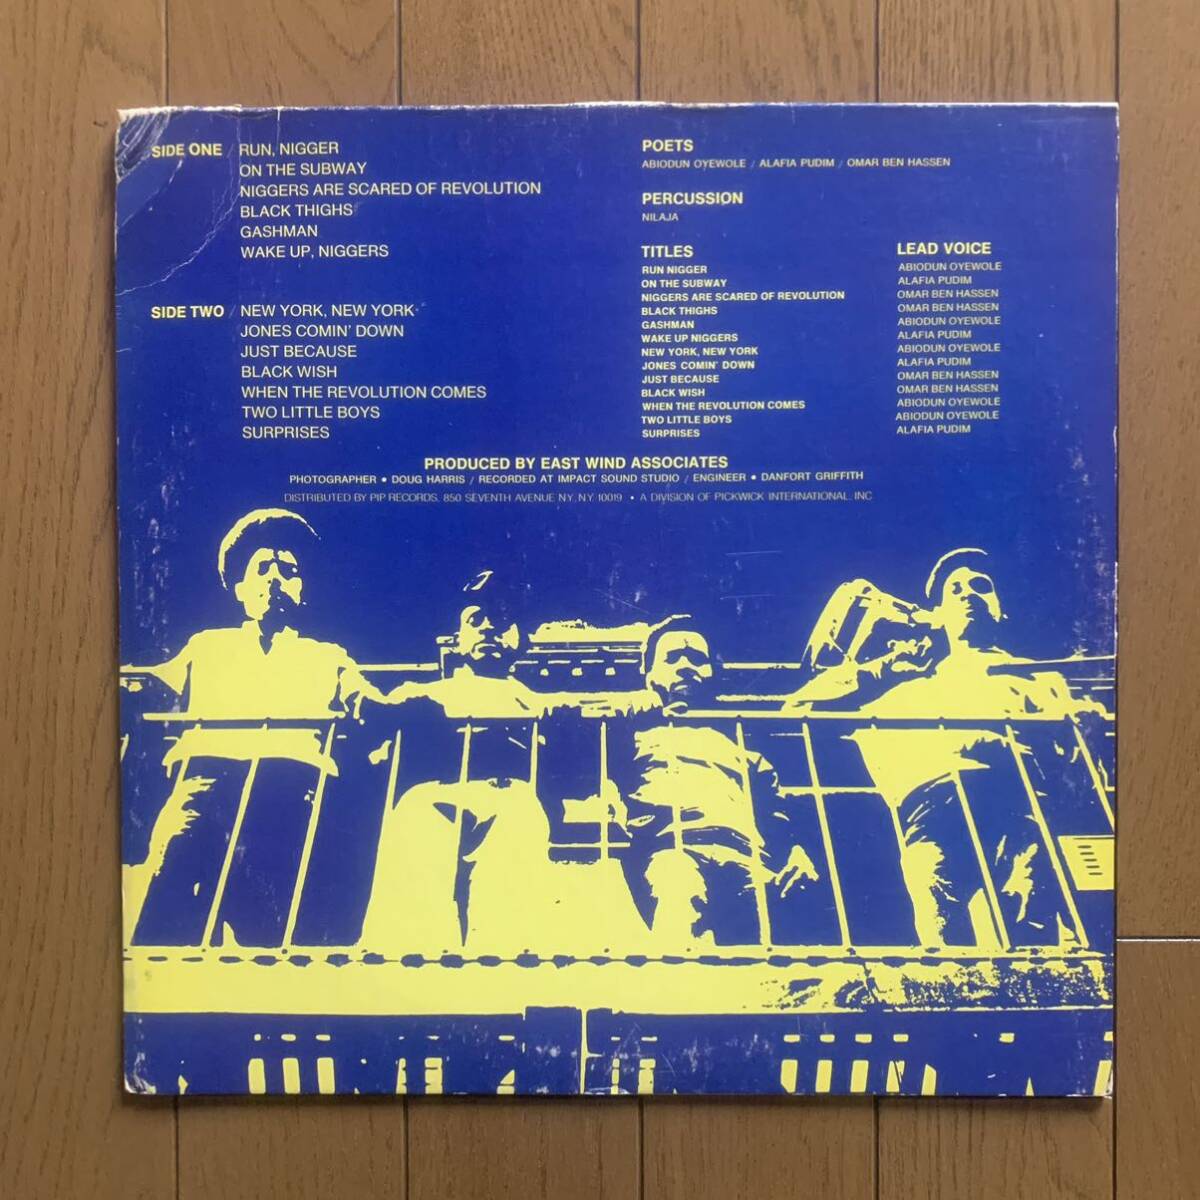 SIDE ONE / RUN, NIGGER
ON THE SUBWAY
NIGGERS ARE SCARED OF REVOLUTION
BLACK THIGHS
GASHMAN
WAKE UP, NIGGERS
SIDE TWO / NEW YORK, NEW YORK
JONES COMIN' DOWN
JUST BECAUSE
BLACK WISH
WHEN THE REVOLUTION COMES
TWO LITTLE BOYS
SURPRISES
POETS
ABIODUN OYEWOLE / ALAFIA PUDIM / OMAR BEN HASSEN
PERCUSSION
NILAJA
TITLES LEAD VOICE
RUN NIGGER ABIODUN OYEWOLE
ON THE SUBWAY ALAFIA PUDIM
NIGGERS ARE SCARED OF REVOLUTION OMAR BEN HASSEN
BLACK THIGHS OMAR BEN HASSEN
GASHMAN ABIODUN OYEWOLE
WAKE UP NIGGERS ALAFIA PUDIM
NEW YORK, NEW YORK ABIODUN OYEWOLE
JONES COMIN' DOWN ALAFIA PUDIM
JUST BECAUSE OMAR BEN HASSEN
BLACK WISH OMAR BEN HASSEN
WHEN THE REVOLUTION COMES ABIODUN OYEWOLE
TWO LITTLE BOYS ABIODUN OYEWOLE
SURPRISES ALAFIA PUDIM
PRODUCED BY EAST WIND ASSOCIATES
PHOTOGRAPHER • DOUG HARRIS / RECORDED AT IMPACT SOUND STUDIO / ENGINEER • DANFORT GRIFFITH
DISTRIBUTED BY PIP RECORDS, 850 SEVENTH AVENUE NY, NY 10019 • A DIVISION OF PICKWICK INTERNATIONAL, INC